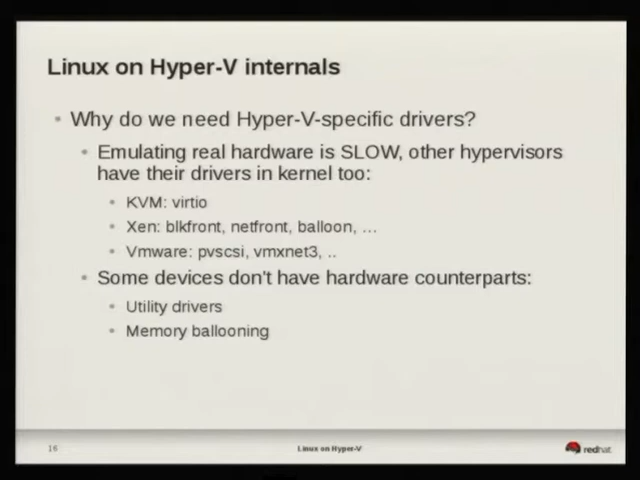 Linux on Hyper-V internals
• Why do we need Hyper-V-specific drivers?
• Emulating real hardware is SLOW, other hypervisors
have their drivers in kernel too:
• KVM: virtio
• Xen: blkfront, netfront, balloon, …
• Vmware: pvscsi, vmxnet3, ..
• Some devices don't have hardware counterparts:
• Utility drivers
• Memory ballooning
16
Linux on Hyper-V
redhat